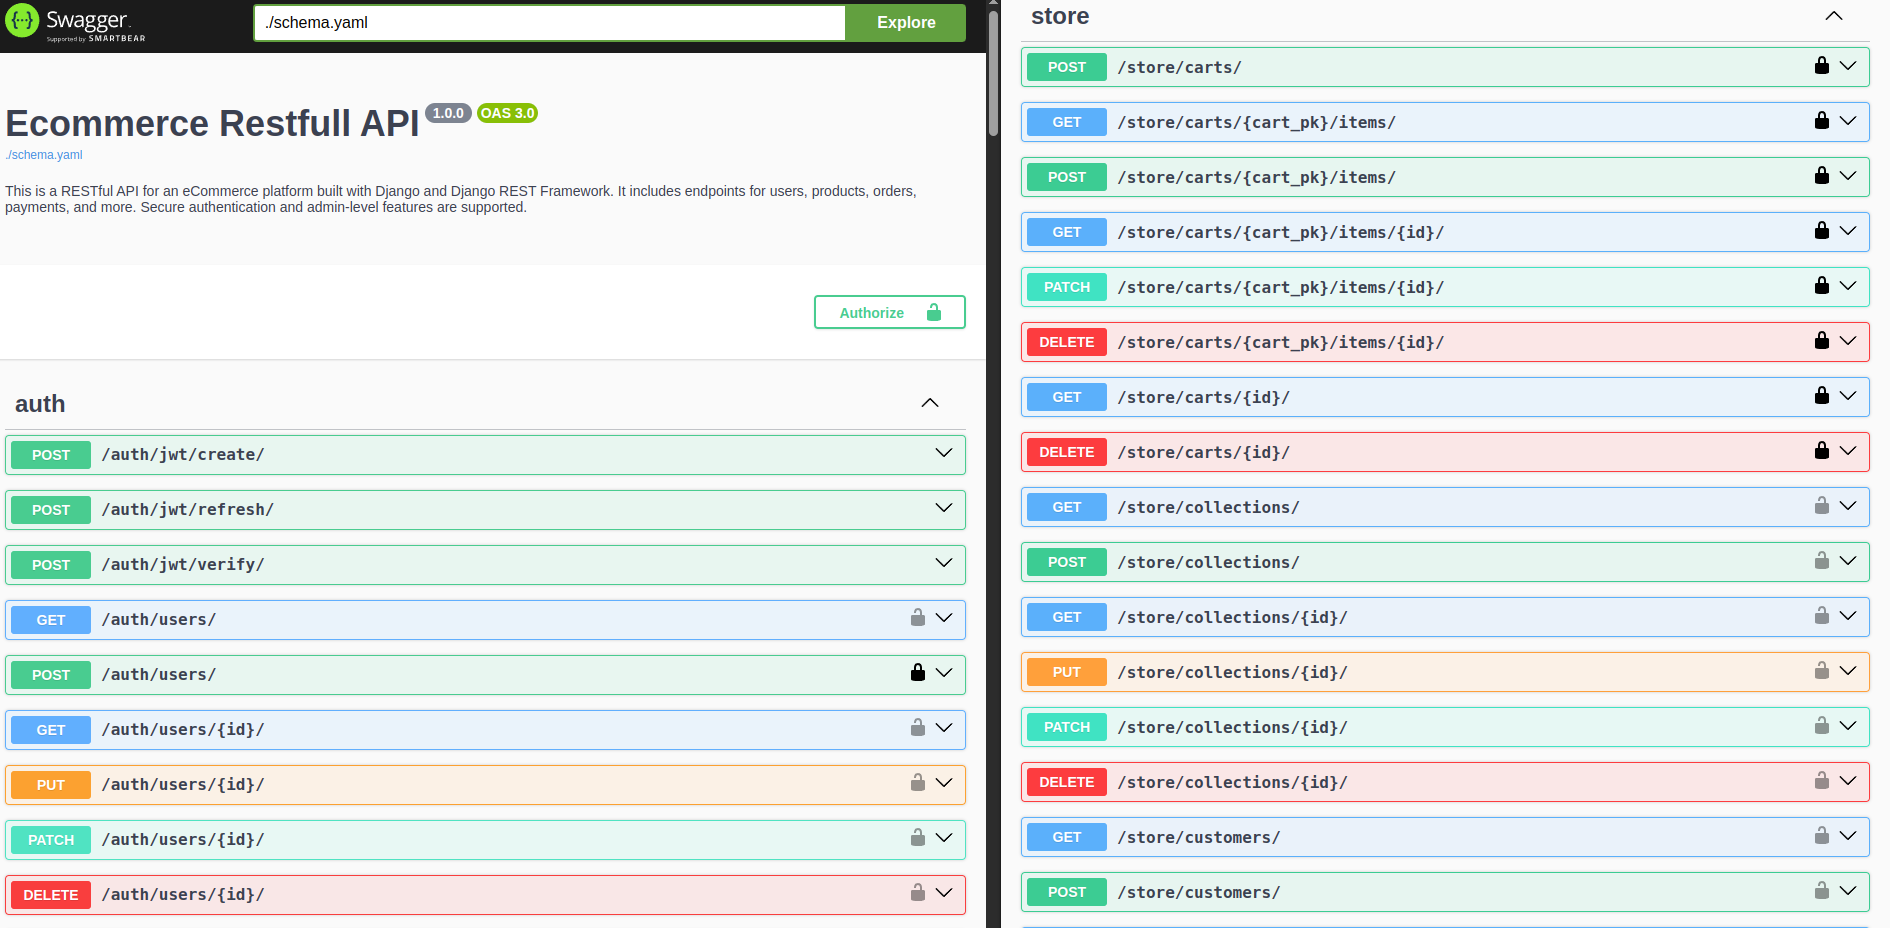 Swagger
Supported by SMARTBEAR
./schema.yaml
Explore
Ecommerce Restfull API 1.0.0 OAS 3.0
./schema.yaml
This is a RESTful API for an eCommerce platform built with Django and Django REST Framework. It includes endpoints for users, products, orders,
payments, and more. Secure authentication and admin-level features are supported.
Authorize
auth
POST /auth/jwt/create/
POST /auth/jwt/refresh/
POST /auth/jwt/verify/
GET /auth/users/
POST /auth/users/
GET /auth/users/{id}/
PUT /auth/users/{id}/
PATCH /auth/users/{id}/
DELETE /auth/users/{id}/
store
POST /store/carts/
GET /store/carts/{cart_pk}/items/
POST /store/carts/{cart_pk}/items/
GET /store/carts/{cart_pk}/items/{id}/
PATCH /store/carts/{cart_pk}/items/{id}/
DELETE /store/carts/{cart_pk}/items/{id}/
GET /store/carts/{id}/
DELETE /store/carts/{id}/
GET /store/collections/
POST /store/collections/
GET /store/collections/{id}/
PUT /store/collections/{id}/
PATCH /store/collections/{id}/
DELETE /store/collections/{id}/
GET /store/customers/
POST /store/customers/